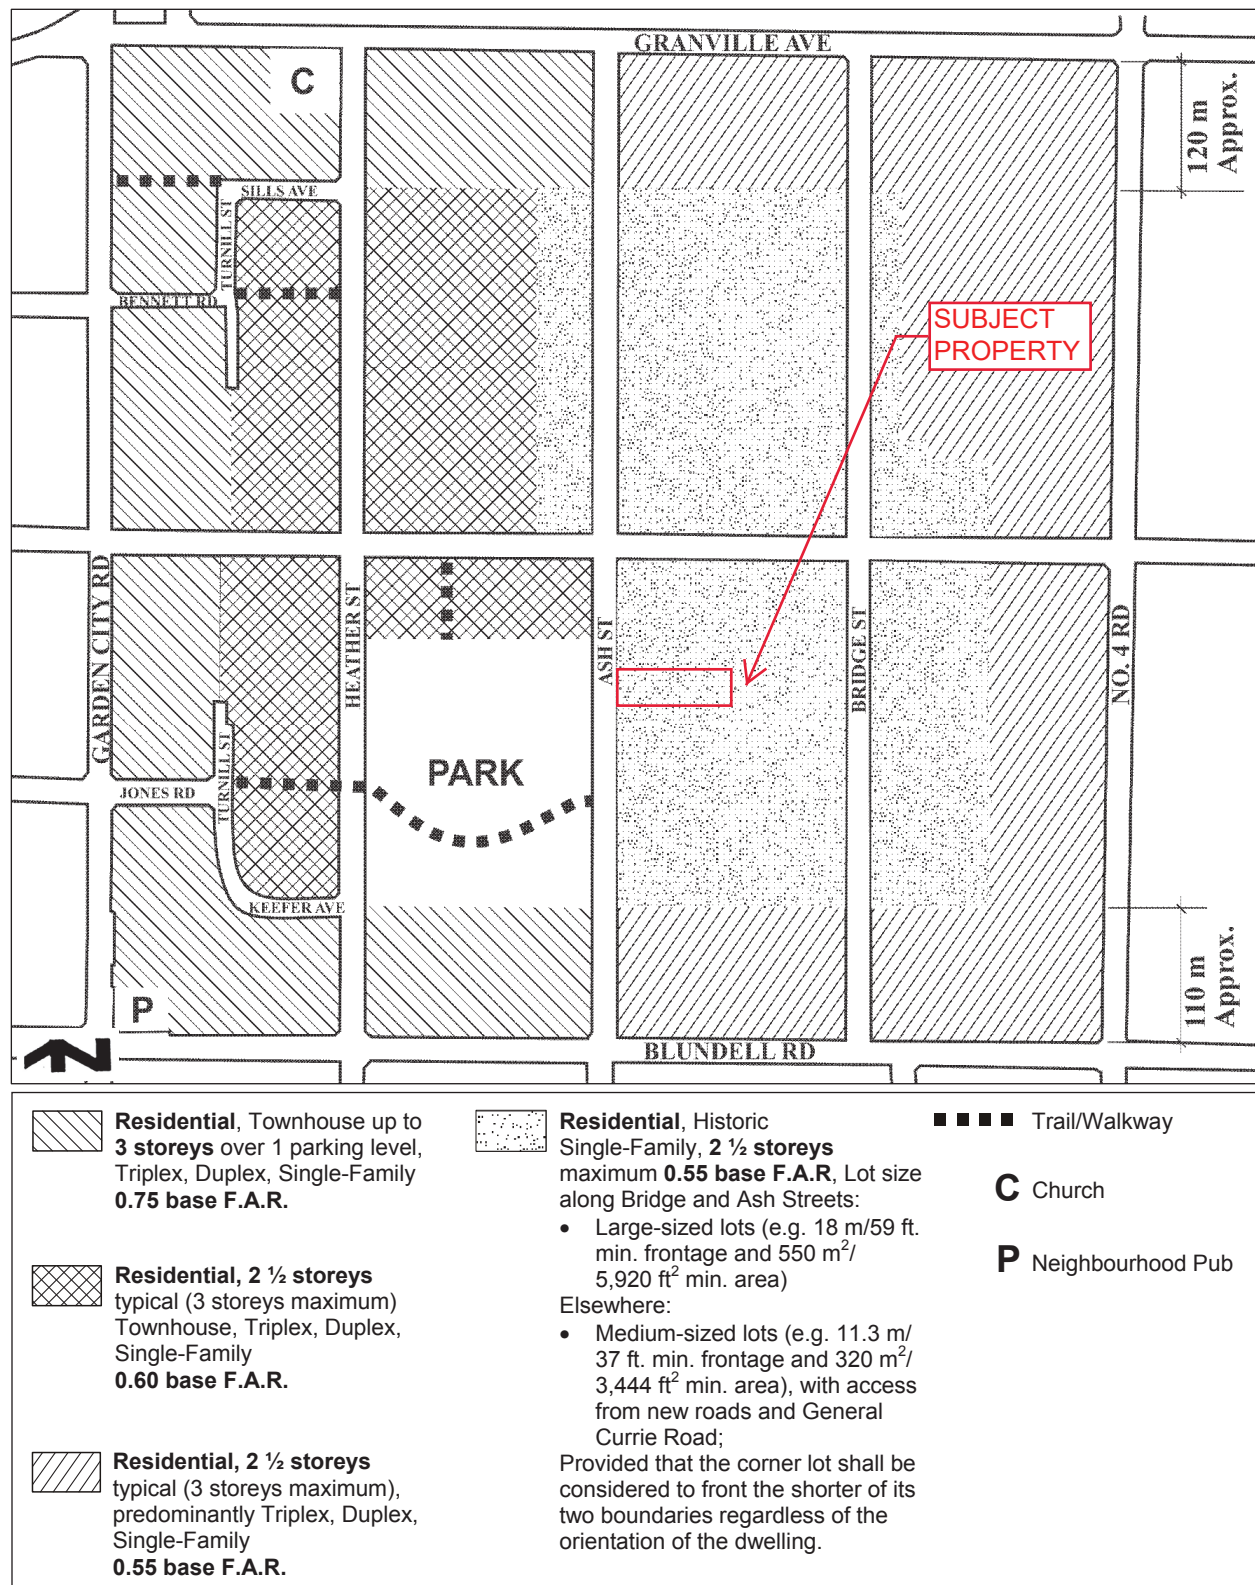 GRANVILLE AVE
C
120 m
Approx.
SILLS AVE
TURNILL ST
BENNETT RD
SUBJECT
PROPERTY
GARDEN CITY RD
HEATHER ST
ASH ST
BRIDGE ST
NO. 4 RD
PARK
JONES RD
TURNILL ST
KEEFER AVE
110 m
Approx.
P
BLUNDELL RD
Residential, Townhouse up to
3 storeys over 1 parking level,
Triplex, Duplex, Single-Family
0.75 base F.A.R.
Residential, 2 ½ storeys
typical (3 storeys maximum)
Townhouse, Triplex, Duplex,
Single-Family
0.60 base F.A.R.
Residential, 2 ½ storeys
typical (3 storeys maximum),
predominantly Triplex, Duplex,
Single-Family
0.55 base F.A.R.
Residential, Historic
Single-Family, 2 ½ storeys
maximum 0.55 base F.A.R, Lot size
along Bridge and Ash Streets:
• Large-sized lots (e.g. 18 m/59 ft.
min. frontage and 550 m²/
5,920 ft² min. area)
Elsewhere:
• Medium-sized lots (e.g. 11.3 m/
37 ft. min. frontage and 320 m²/
3,444 ft² min. area), with access
from new roads and General
Currie Road;
Provided that the corner lot shall be
considered to front the shorter of its
two boundaries regardless of the
orientation of the dwelling.
Trail/Walkway
C Church
P Neighbourhood Pub